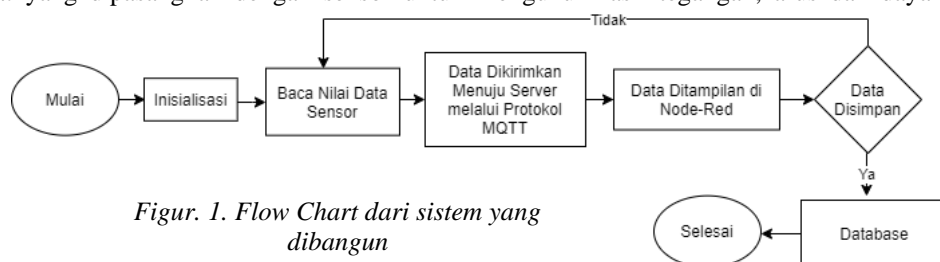 Tidak
Mulai
Inisialisasi
Baca Nilai Data
Sensor
Data Dikirimkan
Menuju Server
melalui Protokol
MQTT
Data Ditampilan di
Node-Red
Data
Disimpan
Ya
Figur. 1. Flow Chart dari sistem yang
dibangun
Selesai
Database